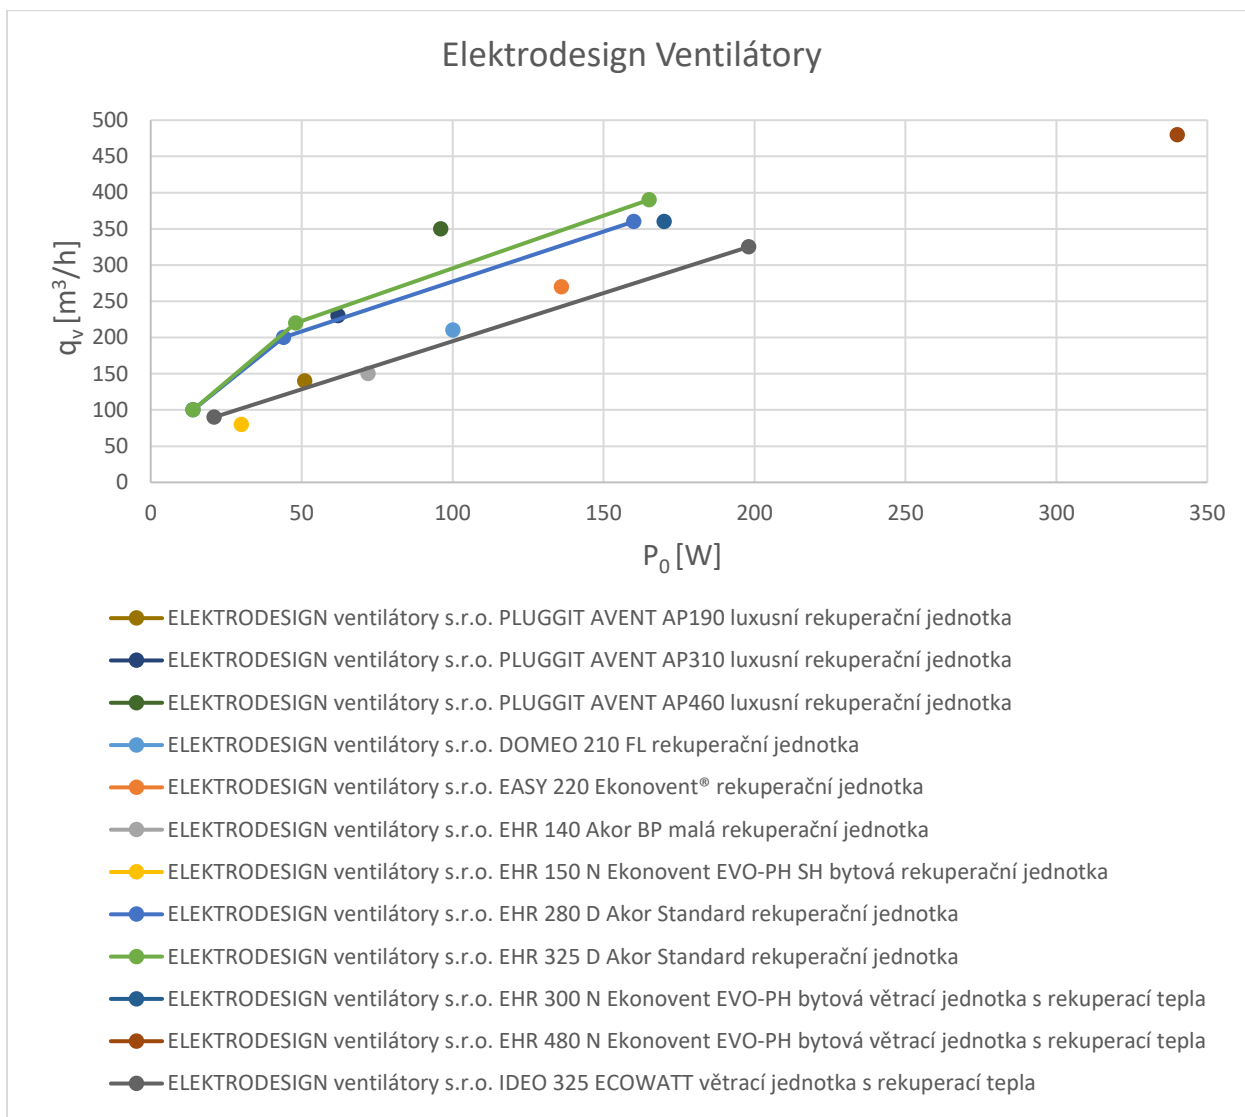 Elektrodesign Ventilátory
500
450
400
350
300
250
200
150
100
50
0
qᵥ [m³/h]
0 50 100 150 200 250 300 350
P₀ [W]
ELEKTRODESIGN ventilátory s.r.o. PLUGGIT AVENT AP190 luxusní rekuperační jednotka
ELEKTRODESIGN ventilátory s.r.o. PLUGGIT AVENT AP310 luxusní rekuperační jednotka
ELEKTRODESIGN ventilátory s.r.o. PLUGGIT AVENT AP460 luxusní rekuperační jednotka
ELEKTRODESIGN ventilátory s.r.o. DOMEO 210 FL rekuperační jednotka
ELEKTRODESIGN ventilátory s.r.o. EASY 220 Ekonovent® rekuperační jednotka
ELEKTRODESIGN ventilátory s.r.o. EHR 140 Akor BP malá rekuperační jednotka
ELEKTRODESIGN ventilátory s.r.o. EHR 150 N Ekonovent EVO-PH SH bytová rekuperační jednotka
ELEKTRODESIGN ventilátory s.r.o. EHR 280 D Akor Standard rekuperační jednotka
ELEKTRODESIGN ventilátory s.r.o. EHR 325 D Akor Standard rekuperační jednotka
ELEKTRODESIGN ventilátory s.r.o. EHR 300 N Ekonovent EVO-PH bytová větrací jednotka s rekuperací tepla
ELEKTRODESIGN ventilátory s.r.o. EHR 480 N Ekonovent EVO-PH bytová větrací jednotka s rekuperací tepla
ELEKTRODESIGN ventilátory s.r.o. IDEO 325 ECOWATT větrací jednotka s rekuperací tepla